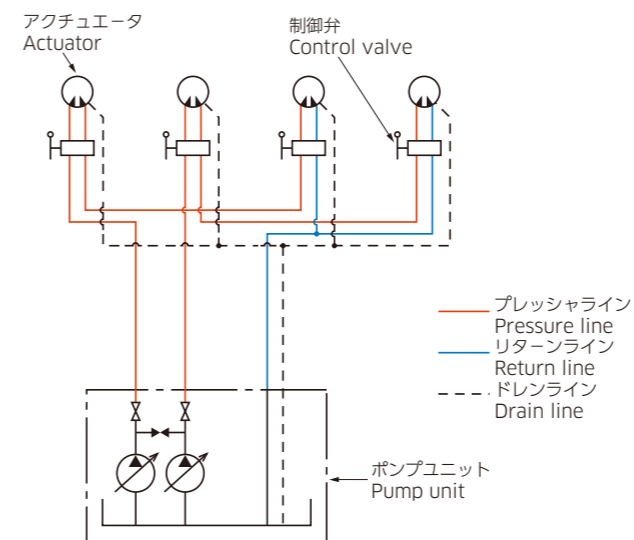 アクチュエータ
Actuator
制御弁
Control valve
プレッシャライン
Pressure line
リターンライン
Return line
ドレンライン
Drain line
ポンプユニット
Pump unit